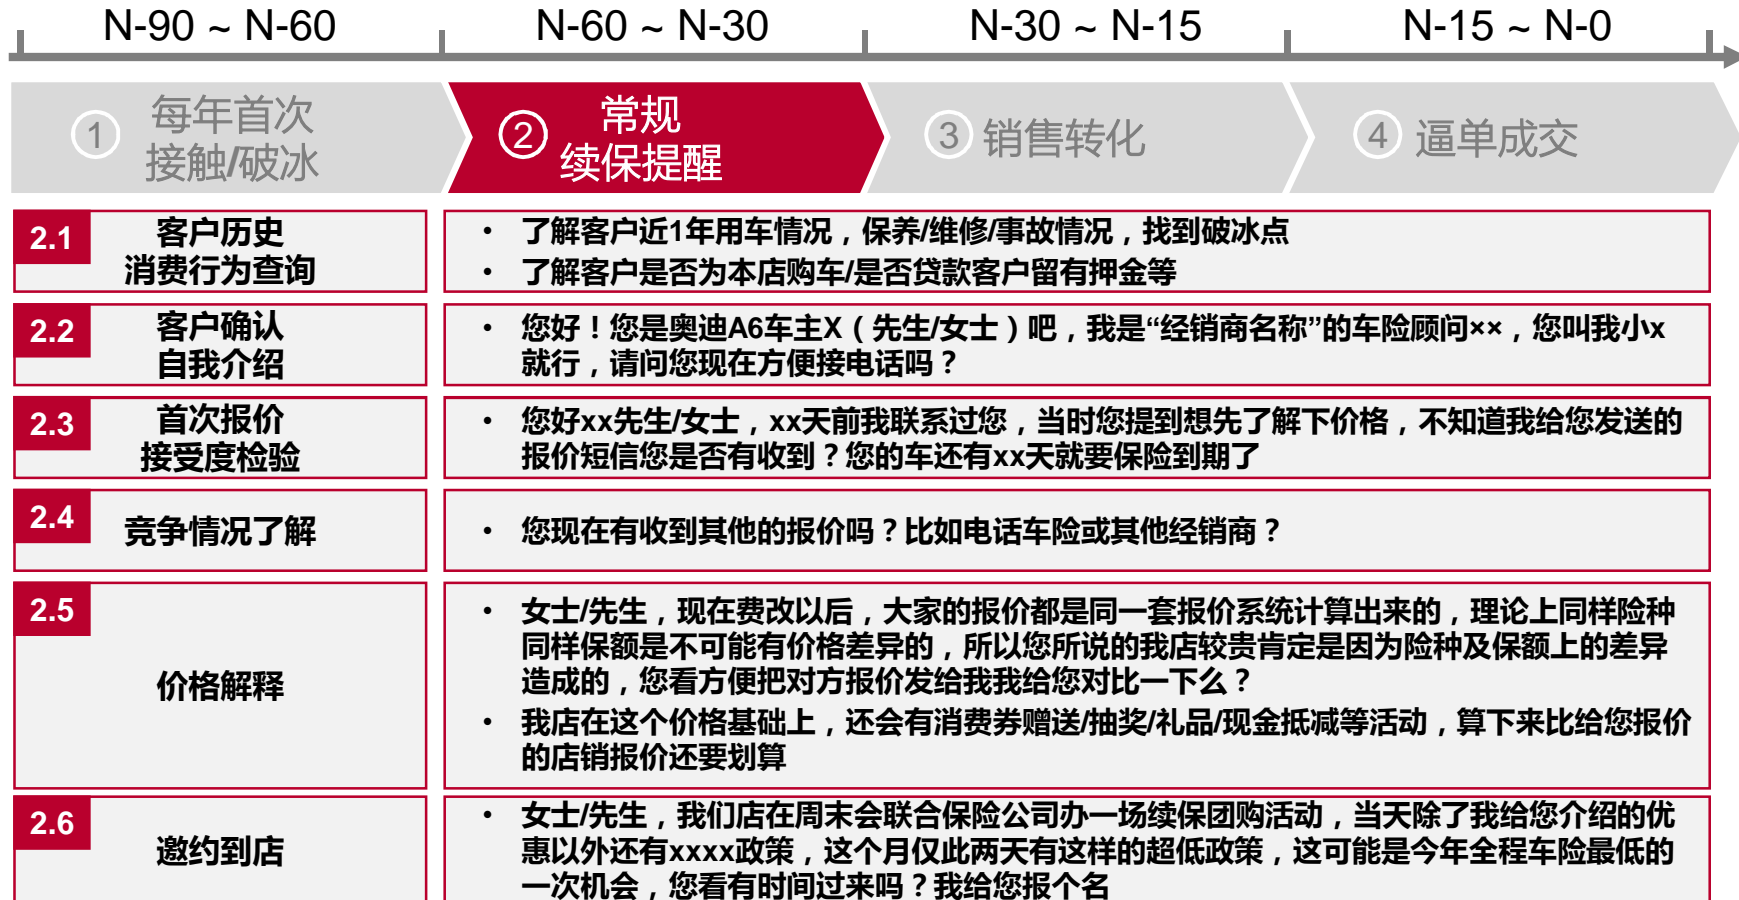 N-90 ~ N-60
N-60 ~ N-30
N-30 ~ N-15
N-15 ~ N-0
① 每年首次
接触/破冰
② 常规
续保提醒
③ 销售转化
④ 逼单成交
2.1
客户历史
消费行为查询
• 了解客户近1年用车情况，保养/维修/事故情况，找到破冰点
• 了解客户是否为本店购车/是否贷款客户留有押金等
2.2
客户确认
自我介绍
• 您好！您是奥迪A6车主X（先生/女士）吧，我是“经销商名称”的车险顾问××，您叫我小x
就行，请问您现在方便接电话吗？
2.3
首次报价
接受度检验
• 您好xx先生/女士，xx天前我联系过您，当时您提到想先了解下价格，不知道我给您发送的
报价短信您是否有收到？您的车还有xx天就要保险到期了
2.4
竞争情况了解
• 您现在有收到其他的报价吗？比如电话车险或其他经销商？
2.5
价格解释
• 女士/先生，现在费改以后，大家的报价都是同一套报价系统计算出来的，理论上同样险种
同样保额是不可能有价格差异的，所以您所说的我店较贵肯定是因为险种及保额上的差异
造成的，您看方便把对方报价发给我我给您对比一下么？
• 我店在这个价格基础上，还会有消费券赠送/抽奖/礼品/现金抵减等活动，算下来比给您报价
的店销报价还要划算
2.6
邀约到店
• 女士/先生，我们店在周末会联合保险公司办一场续保团购活动，当天除了我给您介绍的优
惠以外还有xxxx政策，这个月仅此两天有这样的超低政策，这可能是今年全程车险最低的
一次机会，您看有时间过来吗？我给您报个名